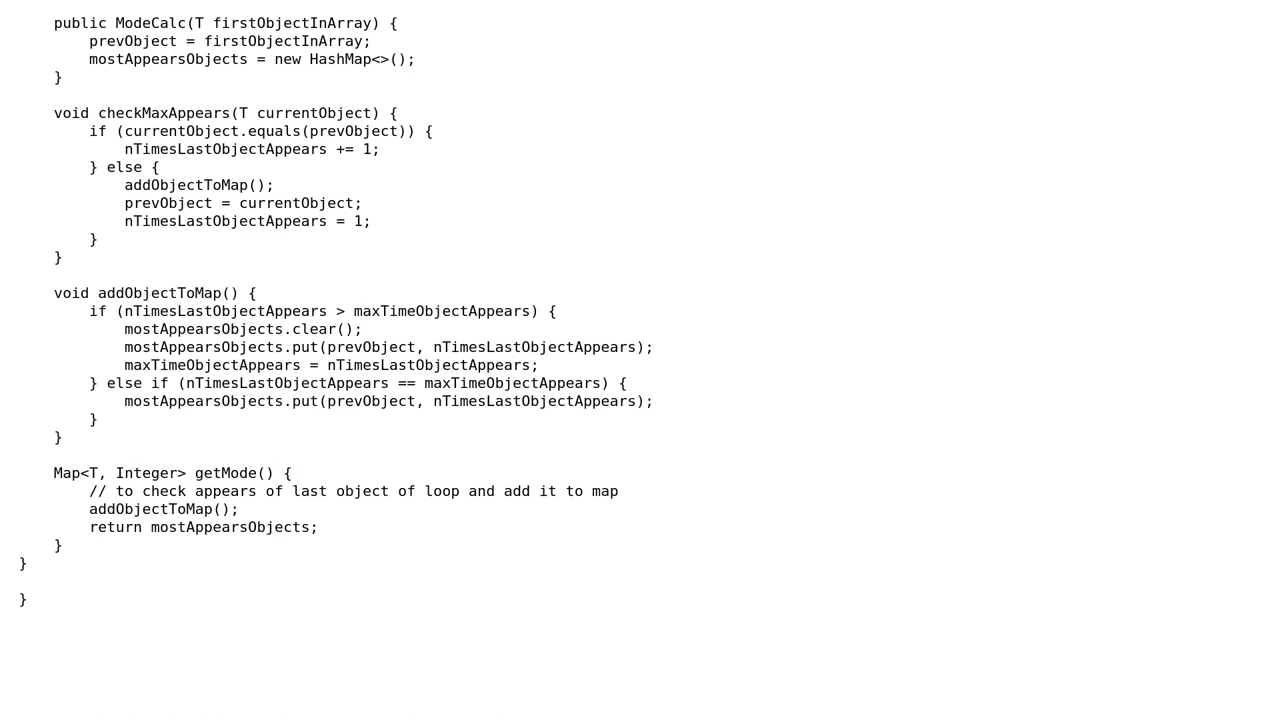 public ModeCalc(T firstObjectInArray) {
        prevObject = firstObjectInArray;
        mostAppearsObjects = new HashMap<>();
    }

    void checkMaxAppears(T currentObject) {
        if (currentObject.equals(prevObject)) {
            nTimesLastObjectAppears += 1;
        } else {
            addObjectToMap();
            prevObject = currentObject;
            nTimesLastObjectAppears = 1;
        }
    }

    void addObjectToMap() {
        if (nTimesLastObjectAppears > maxTimeObjectAppears) {
            mostAppearsObjects.clear();
            mostAppearsObjects.put(prevObject, nTimesLastObjectAppears);
            maxTimeObjectAppears = nTimesLastObjectAppears;
        } else if (nTimesLastObjectAppears == maxTimeObjectAppears) {
            mostAppearsObjects.put(prevObject, nTimesLastObjectAppears);
        }
    }

    Map<T, Integer> getMode() {
        // to check appears of last object of loop and add it to map
        addObjectToMap();
        return mostAppearsObjects;
    }
}

}